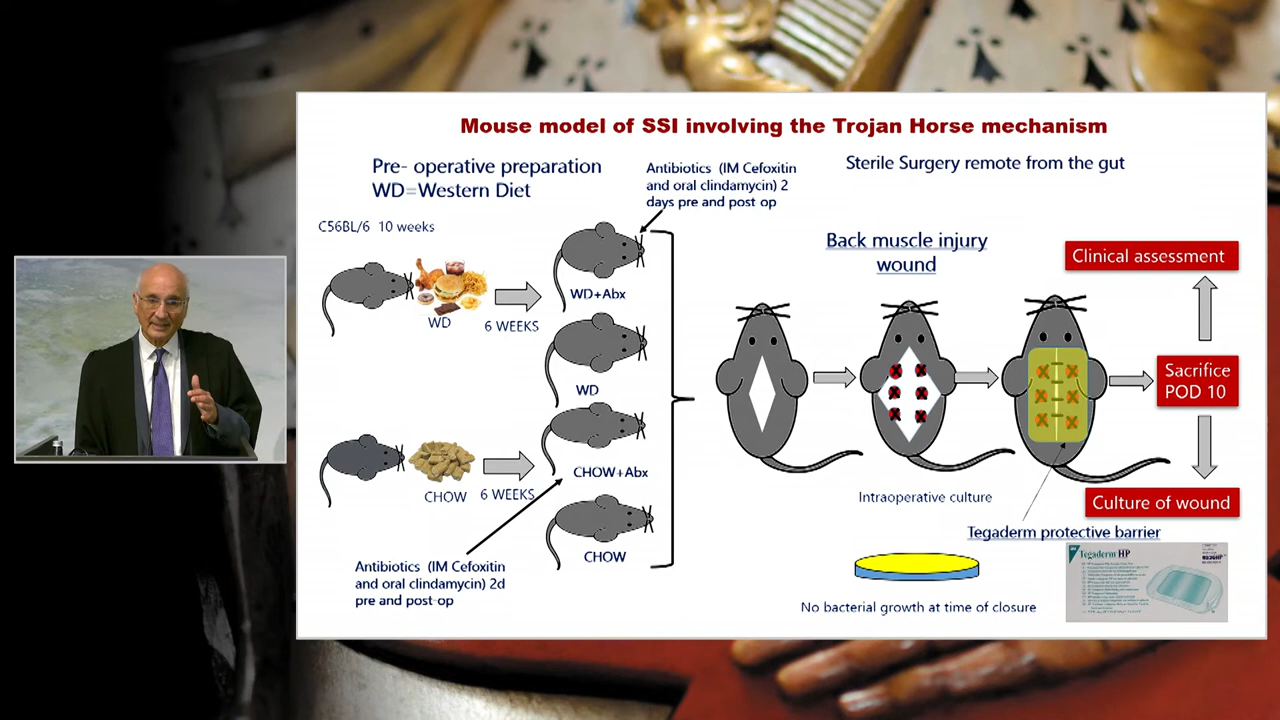 Mouse model of SSI involving the Trojan Horse mechanism
Pre- operative preparation
WD=Western Diet
C56BL/6 10 weeks
WD
6 WEEKS
CHOW
6 WEEKS
Antibiotics (IM Cefoxitin
and oral clindamycin) 2d
pre and post op
Antibiotics (IM Cefoxitin
and oral clindamycin) 2
days pre and post op
WD+Abx
WD
CHOW+Abx
CHOW
Sterile Surgery remote from the gut
Back muscle injury
wound
Intraoperative culture
No bacterial growth at time of closure
Tegaderm protective barrier
Tegaderm HP
Clinical assessment
Sacrifice
POD 10
Culture of wound